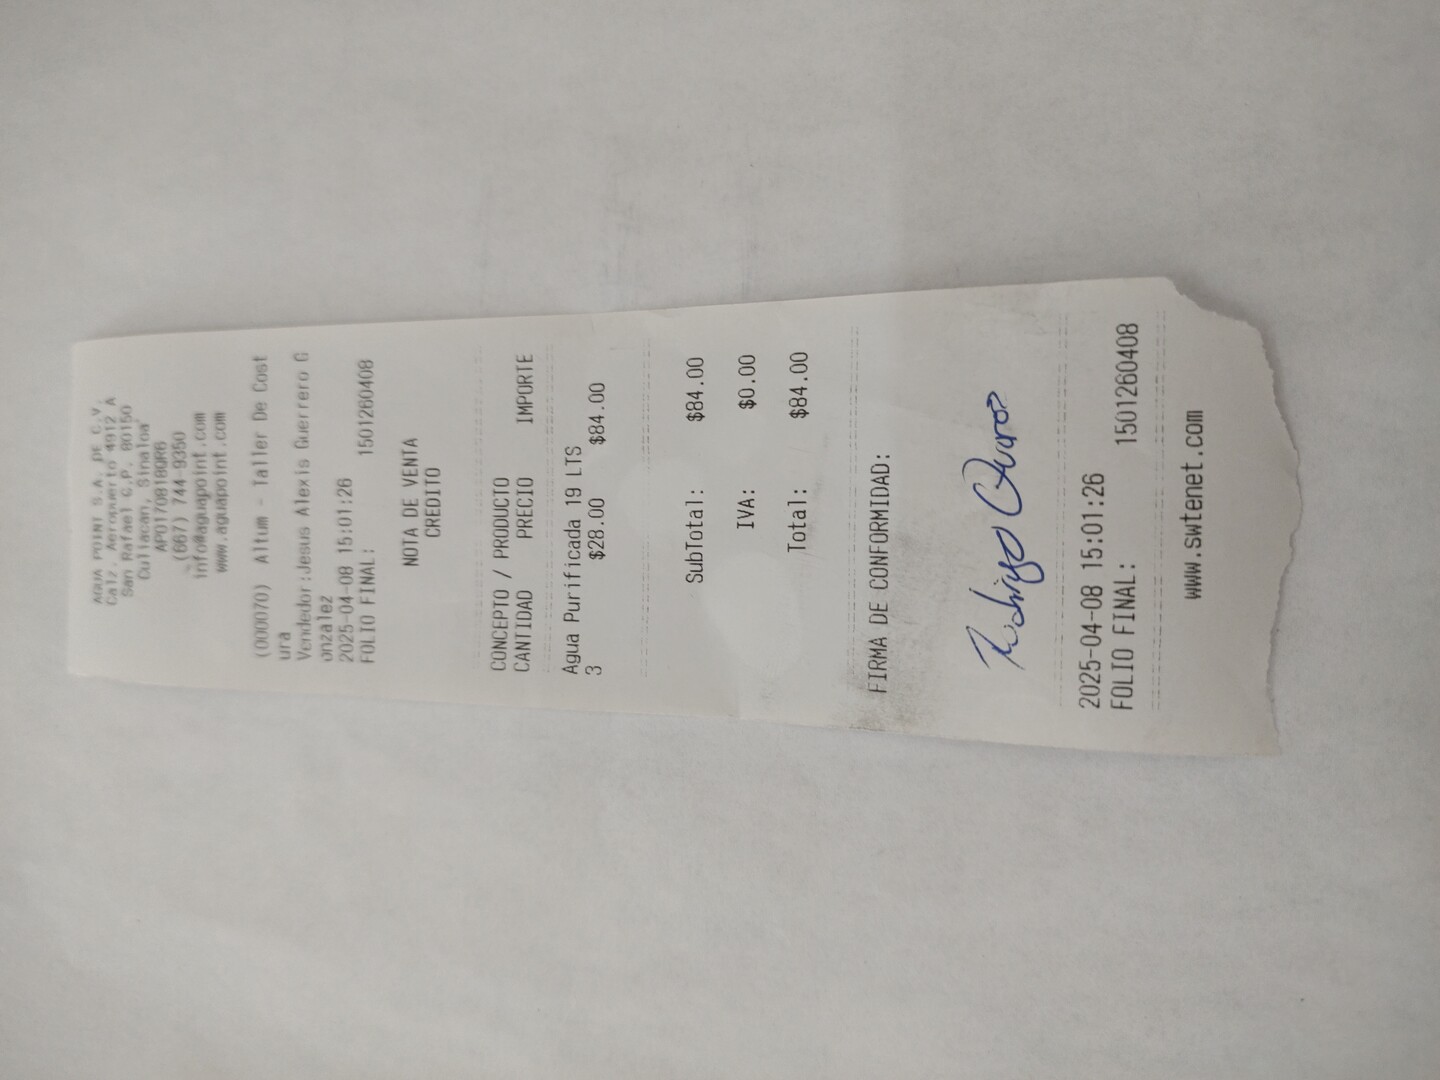 AQUA POINT S.A. DE C.V.
Calz. Aeropuerto 4912 A
San Rafael C.P. 80150
Culiacan, Sinaloa
APO170818QR6
(667) 744-9350
info@aguapoint.com
www.aguapoint.com
(000070) Altum - Taller De Cost
ura
Vendedor:Jesus Alexis Guerrero G
onzalez
2025-04-08 15:01:26
FOLIO FINAL: 1501260408
NOTA DE VENTA
CREDITO
CONCEPTO / PRODUCTO
CANTIDAD PRECIO IMPORTE
Agua Purificada 19 LTS
3 $28.00 $84.00
SubTotal: $84.00
IVA: $0.00
Total: $84.00
FIRMA DE CONFORMIDAD:
Rodrigo
2025-04-08 15:01:26
FOLIO FINAL: 1501260408
www.swtenet.com